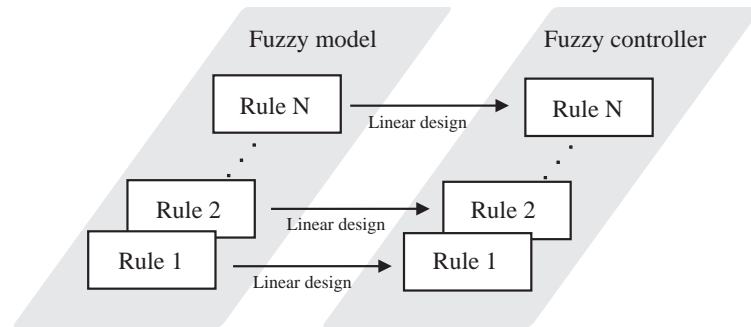 Fuzzy model
Fuzzy controller
Rule N
Linear design
Rule N
Rule 2
Linear design
Rule 2
Rule 1
Linear design
Rule 1